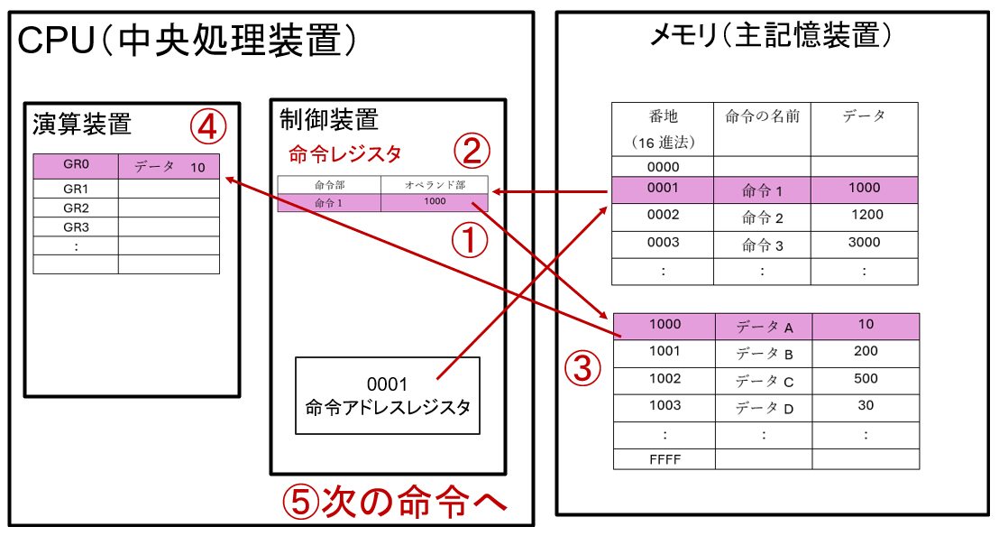 CPU（中央処理装置）
演算装置
④
GR0 データ 10
GR1
GR2
GR3
：
制御装置
命令レジスタ
②
命令部 オペランド部
命令１ 1000
①
0001
命令アドレスレジスタ
⑤次の命令へ
メモリ（主記憶装置）
番地 命令の名前 データ
（16 進法）
0000
0001 命令 1 1000
0002 命令 2 1200
0003 命令 3 3000
： ： ：
1000 データ A 10
1001 データ B 200
1002 データ C 500
1003 データ D 30
： ： ：
FFFF
③